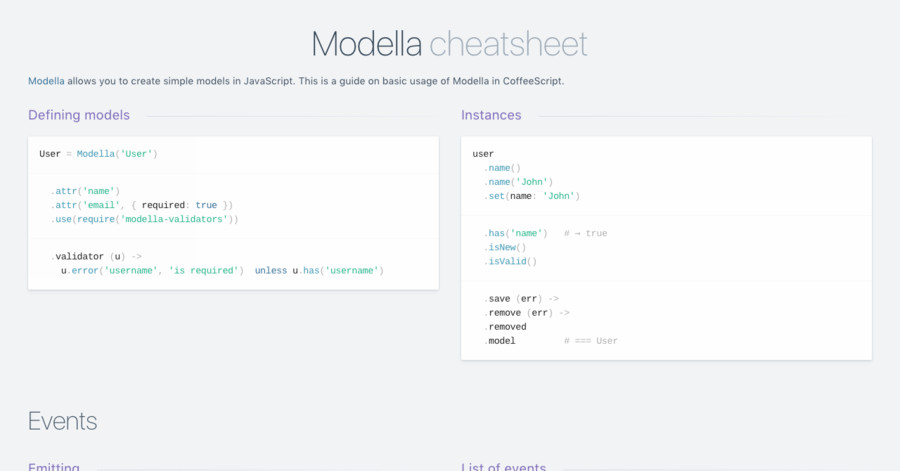 Modella cheatsheet
Modella allows you to create simple models in JavaScript. This is a guide on basic usage of Modella in CoffeeScript.
Defining models
User = Modella('User')
.attr('name')
.attr('email', { required: true })
.use(require('modella-validators'))
.validator (u) ->
u.error('username', 'is required')  unless u.has('username')
Instances
user
.name()
.name('John')
.set(name: 'John')
.has('name')   # → true
.isNew()
.isValid()
.save (err) ->
.remove (err) ->
.removed
.model         # === User
Events
Emitting
List of events